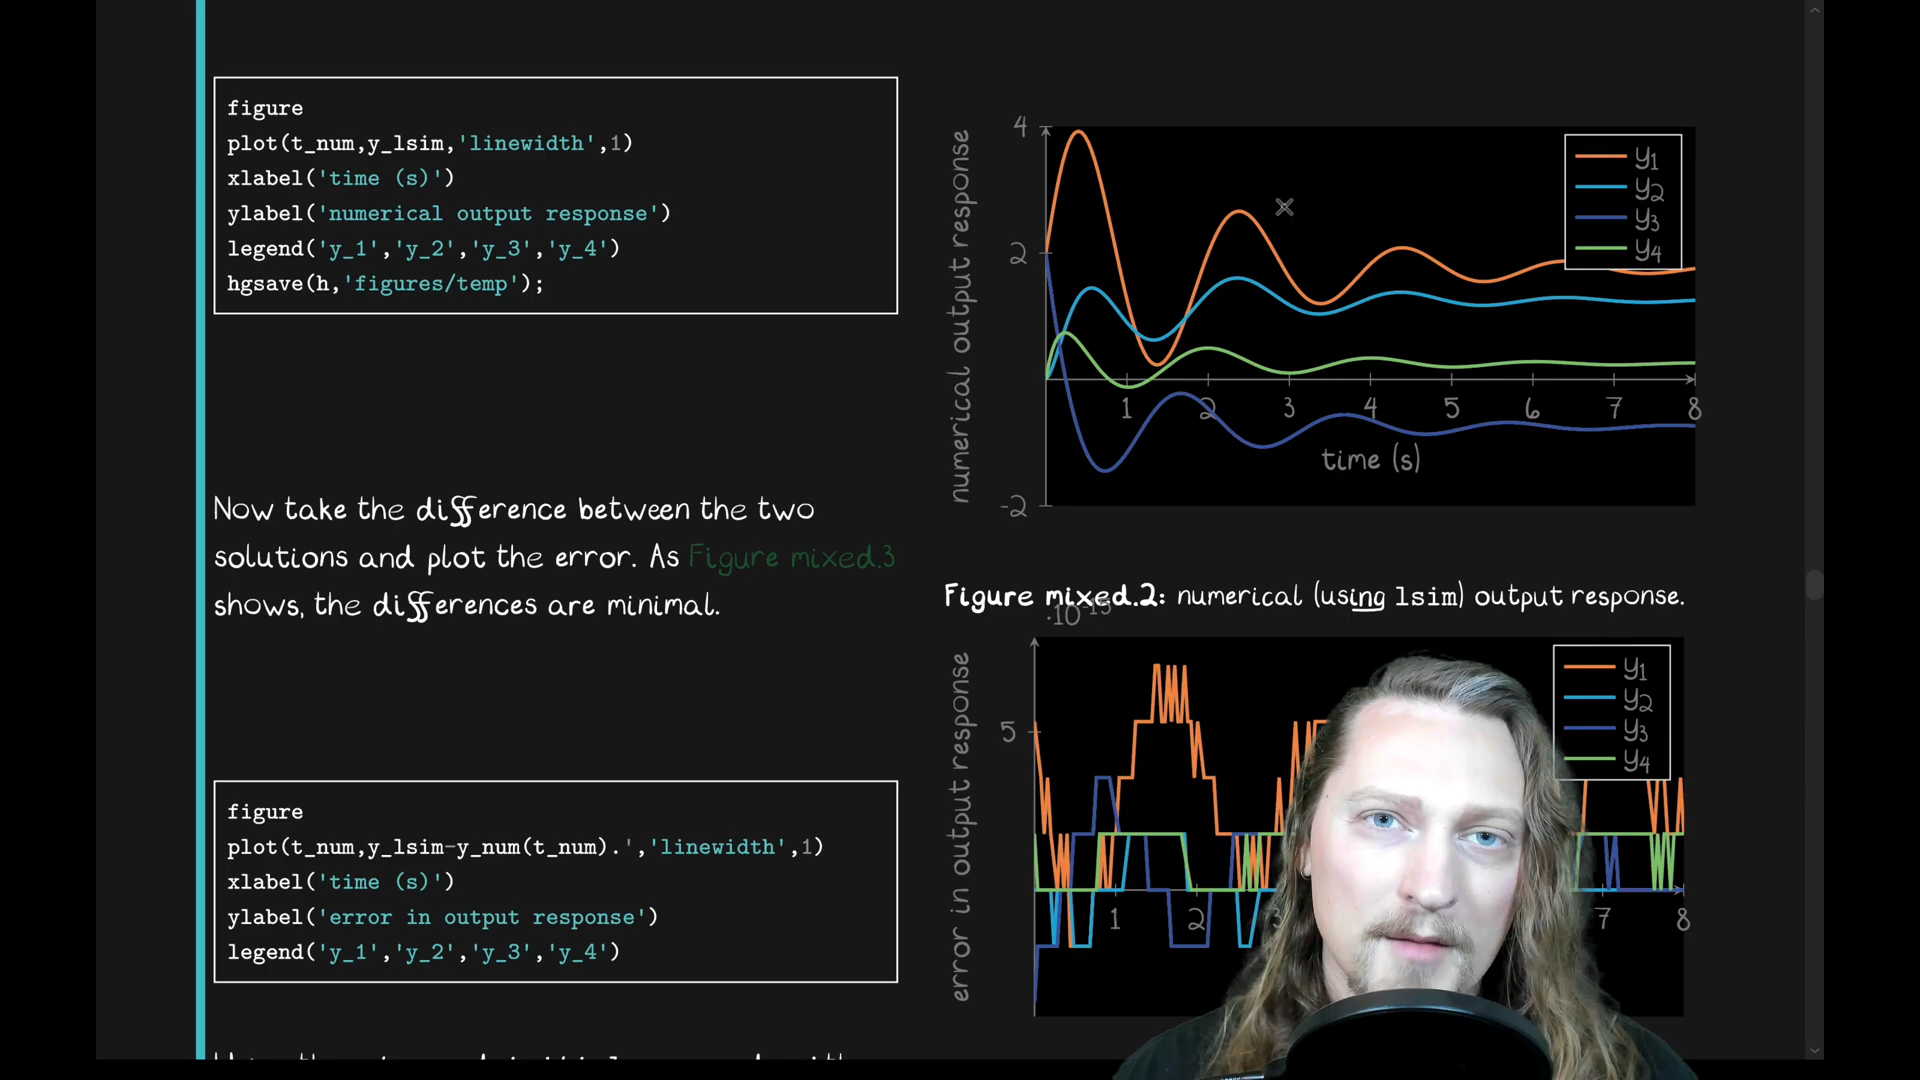 figure
plot(t_num,y_lsim,'linewidth',1)
xlabel('time (s)')
ylabel('numerical output response')
legend('y_1','y_2','y_3','y_4')
hgsave(h,'figures/temp');
Now take the difference between the two
solutions and plot the error. As Figure mixed.3
shows, the differences are minimal.
figure
plot(t_num,y_lsim-y_num(t_num).','linewidth',1)
xlabel('time (s)')
ylabel('error in output response')
legend('y_1','y_2','y_3','y_4')
numerical output response
4
2
-2
1 2 3 4 5 6 7 8
time (s)
y1
y2
y3
y4
Figure mixed.2: numerical (using lsim) output response.
·10-15
error in output response
5
1 2 3 7 8
y1
y2
y3
y4